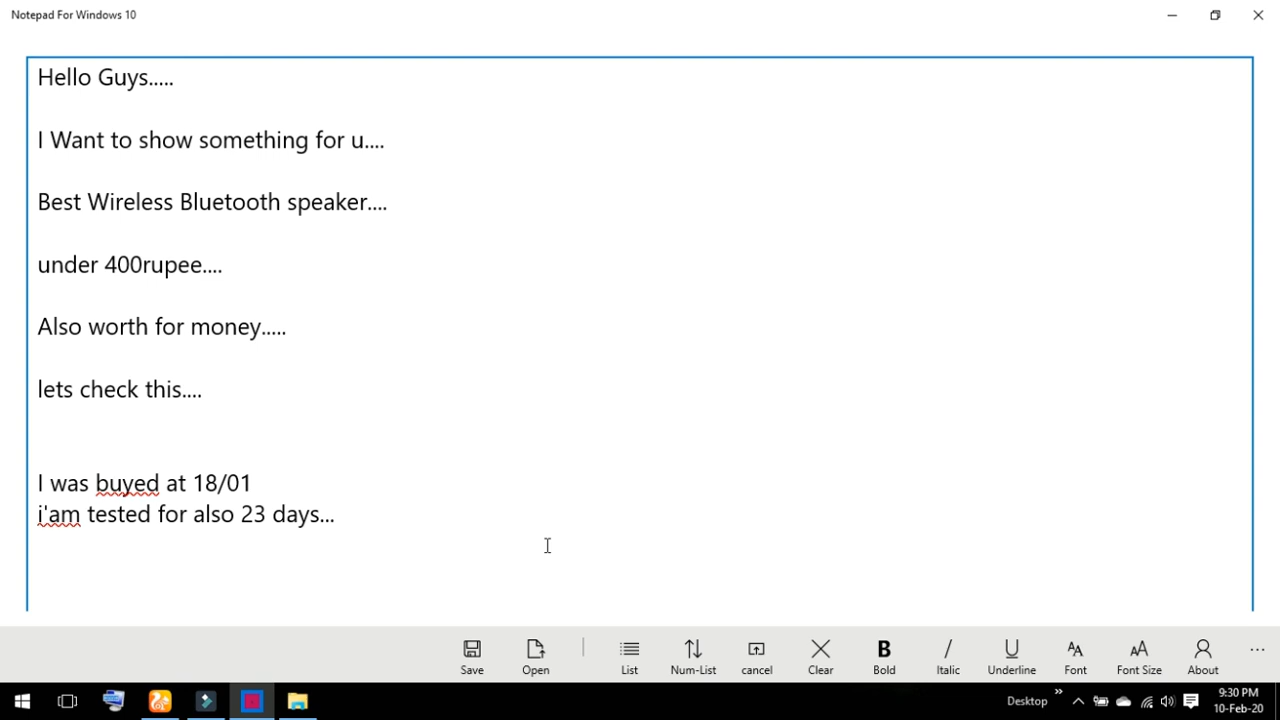 Notepad For Windows 10
Hello Guys.....
I Want to show something for u....
Best Wireless Bluetooth speaker....
under 400rupee....
Also worth for money.....
lets check this....
I was buyed at 18/01
i'am tested for also 23 days...
Save Open List Num-List cancel Clear Bold Italic Underline Font Font Size About
Desktop
9:30 PM
10-Feb-20